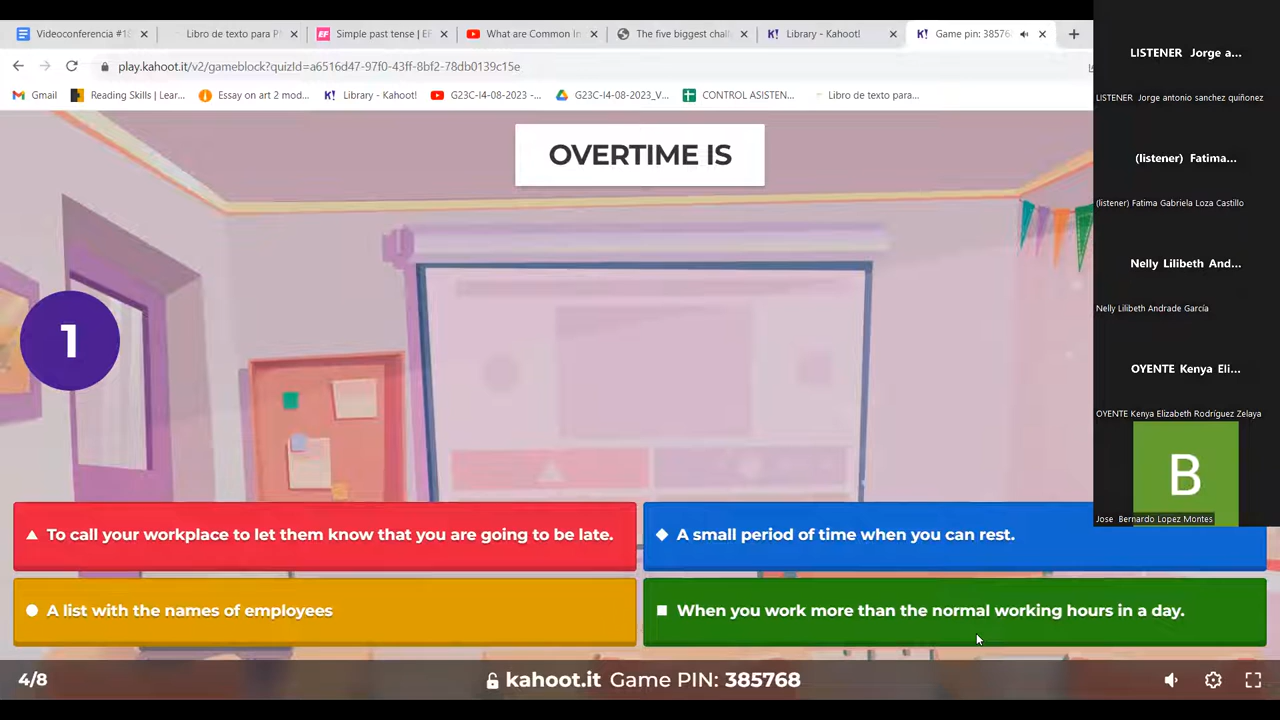 Videoconferencia #18
Libro de texto para PM
Simple past tense | EF
What are Common In
The five biggest chall
Library - Kahoot!
Game pin: 38576
play.kahoot.it/v2/gameblock?quizId=a6516d47-97f0-43ff-8bf2-78db0139c15e
Gmail
Reading Skills | Lear...
Essay on art 2 mod...
Library - Kahoot!
G23C-I4-08-2023 -...
G23C-I4-08-2023_V...
CONTROL ASISTEN...
Libro de texto para...
OVERTIME IS
1
To call your workplace to let them know that you are going to be late.
A small period of time when you can rest.
A list with the names of employees
When you work more than the normal working hours in a day.
4/8
kahoot.it Game PIN: 385768
LISTENER Jorge a...
LISTENER Jorge antonio sanchez quiñonez
(listener) Fatima...
(listener) Fatima Gabriela Loza Castillo
Nelly Lilibeth And...
Nelly Lilibeth Andrade García
OYENTE Kenya Eli...
OYENTE Kenya Elizabeth Rodríguez Zelaya
B
Jose Bernardo Lopez Montes